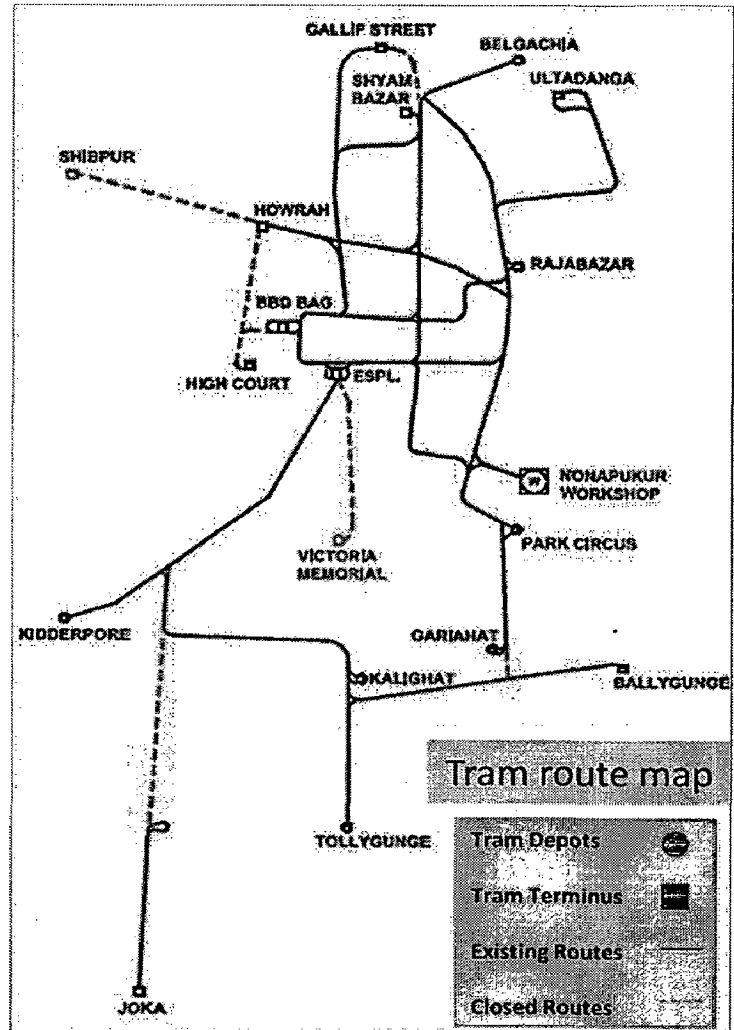 GALLIF STREET
BELGACHIA
SHYAM
BAZAR
ULTADANGA
SHIBPUR
HOWRAH
RAJABAZAR
BBD BAG
HIGH COURT
ESPL.
NONAPUKUR
WORKSHOP
W
VICTORIA
MEMORIAL
PARK CIRCUS
KIDDERPORE
GARIAHAT
KALIGHAT
BALLYGUNGE
TOLLYGUNGE
JOKA
Tram route map
Tram Depots
Tram Terminus
Existing Routes
Closed Routes